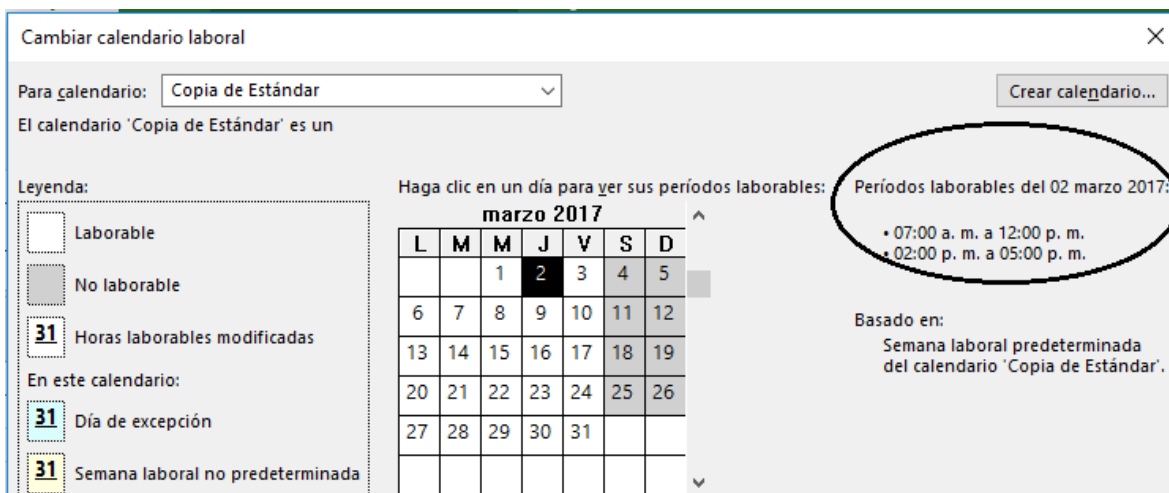 Cambiar calendario laboral
Para calendario: Copia de Estándar
Crear calendario...
El calendario 'Copia de Estándar' es un
Leyenda:
Laborable
No laborable
31 Horas laborables modificadas
En este calendario:
31 Día de excepción
31 Semana laboral no predeterminada
Haga clic en un día para ver sus períodos laborables:
marzo 2017
L M M J V S D
1 2 3 4 5
6 7 8 9 10 11 12
13 14 15 16 17 18 19
20 21 22 23 24 25 26
27 28 29 30 31
Períodos laborables del 02 marzo 2017:
• 07:00 a. m. a 12:00 p. m.
• 02:00 p. m. a 05:00 p. m.
Basado en:
Semana laboral predeterminada
del calendario 'Copia de Estándar'.